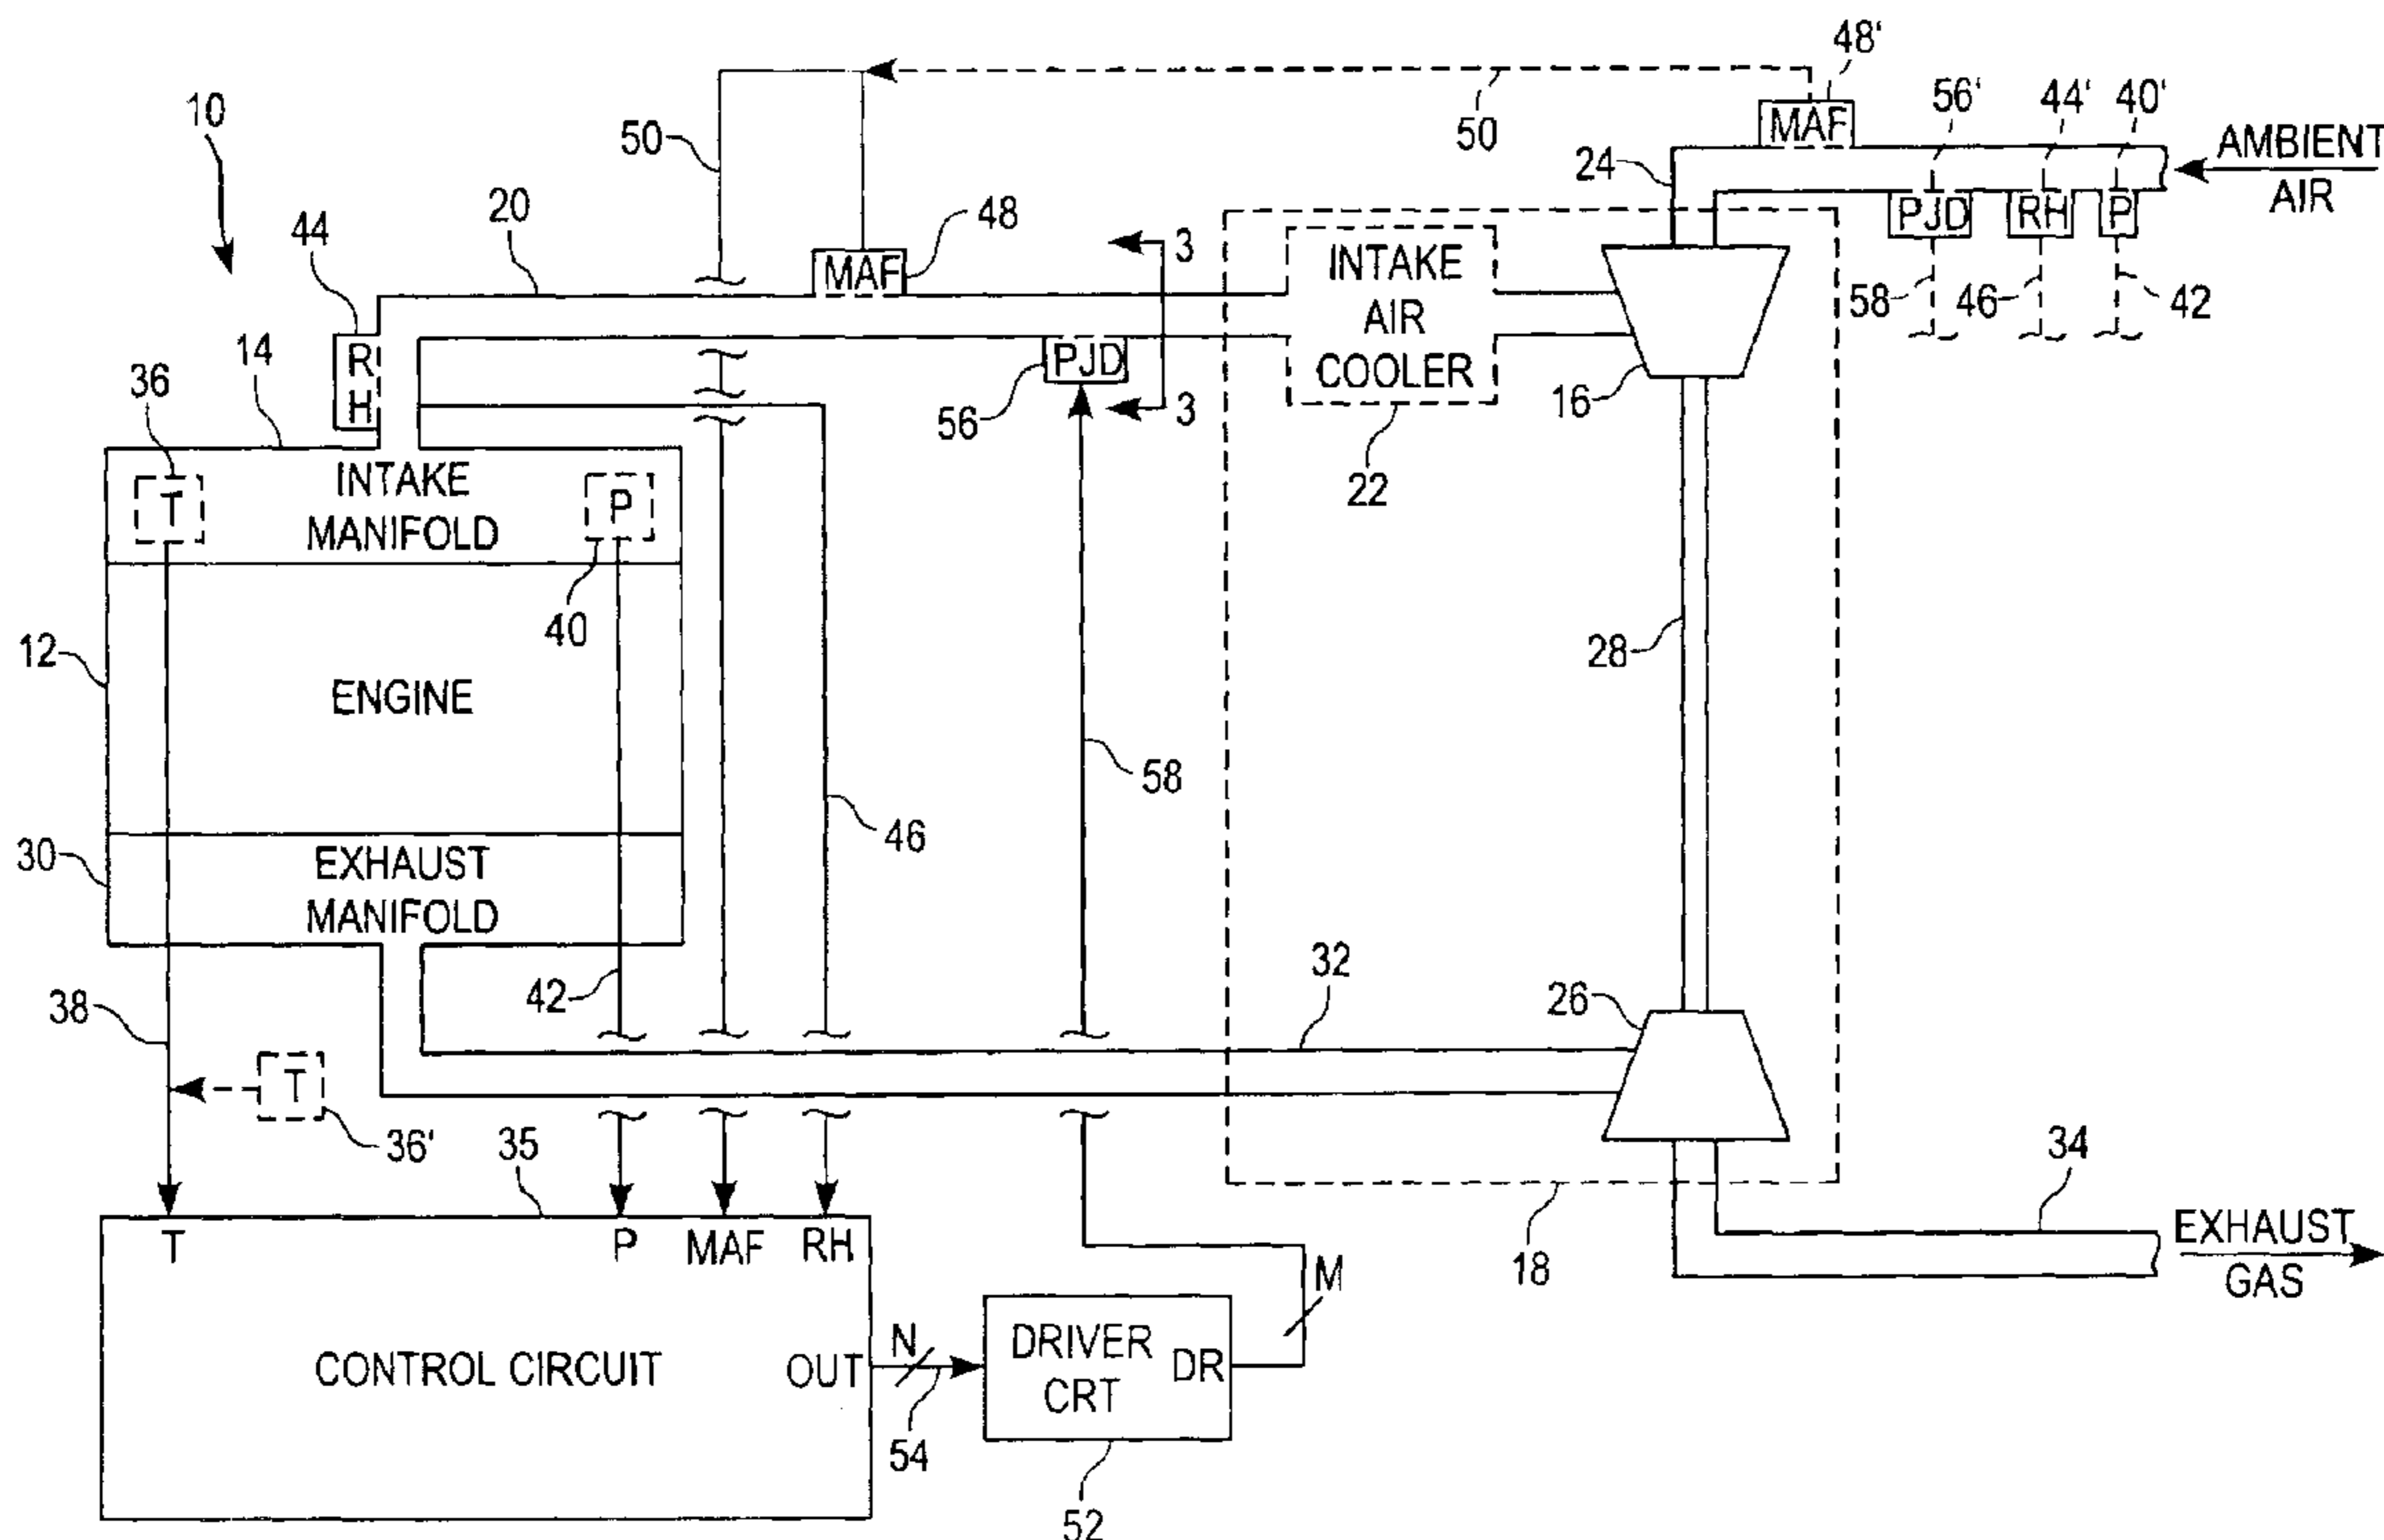 48'
10
50
50
56'
44'
40'
MAF
AMBIENT
AIR
24
20
44
48
3
PJD
RH
P
MAF
INTAKE
AIR
COOLER
58
46
42
14
R
H
PJD
36
56
3
16
22
INTAKE
MANIFOLD
T
P
40
12
28
ENGINE
58
46
30
EXHAUST
MANIFOLD
32
26
42
38
T
36'
35
34
T
P
MAF
RH
18
EXHAUST
GAS
M
N
DRIVER
CRT
DR
CONTROL CIRCUIT
OUT
54
52